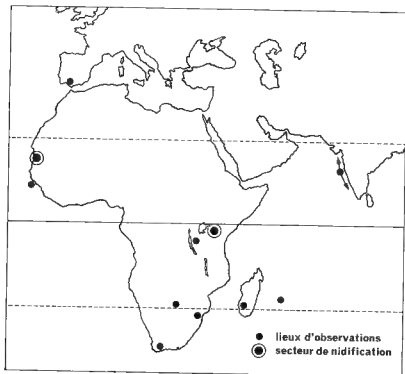 lieux d'observations
secteur de nidification